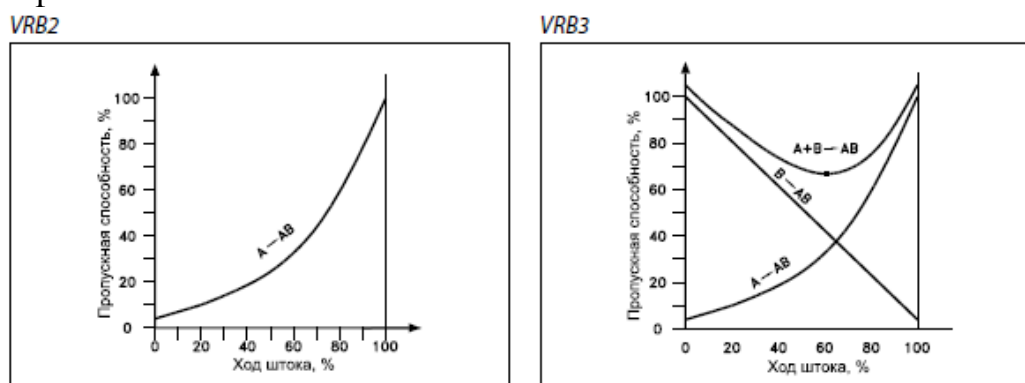 VRB2
Пропускная способность, %
100
80
60
40
20
0
A—AB
0 20 40 60 80 100
Ход штока, %
VRB3
Пропускная способность, %
100
80
60
40
20
0
A+B—AB
B—AB
A—AB
0 20 40 60 80 100
Ход штока, %